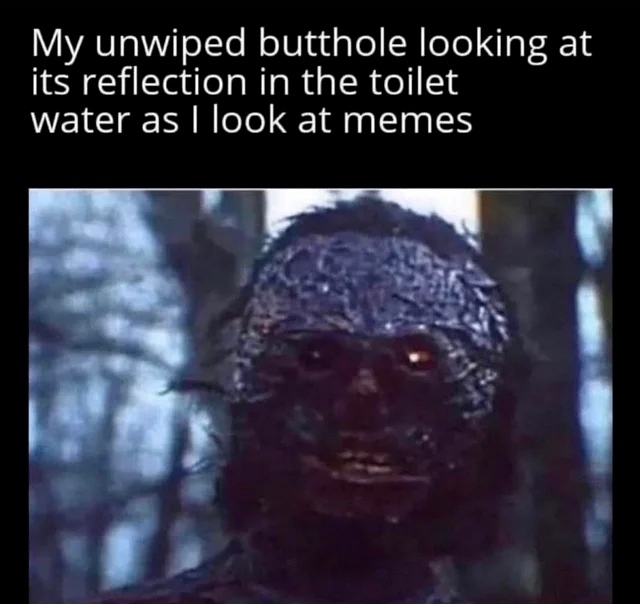 My unwiped butthole looking at
its reflection in the toilet
water as I look at memes